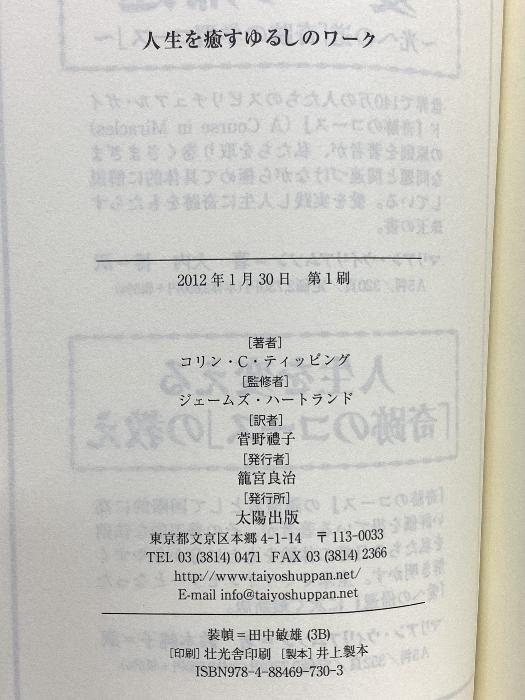 人生を癒すゆるしのワーク
2012年1月30日　第1刷
[著者]
コリン・C・ティッピング
[監修者]
ジェームズ・ハートランド
[訳者]
菅野禮子
[発行者]
籠宮良治
[発行所]
太陽出版
東京都文京区本郷 4-1-14　〒113-0033
TEL 03 (3814) 0471　FAX 03 (3814) 2366
http://www.taiyoshuppan.net/
E-mail info@taiyoshuppan.net
装幀＝田中敏雄 (3B)
[印刷] 壮光舎印刷　[製本] 井上製本
ISBN978-4-88469-730-3